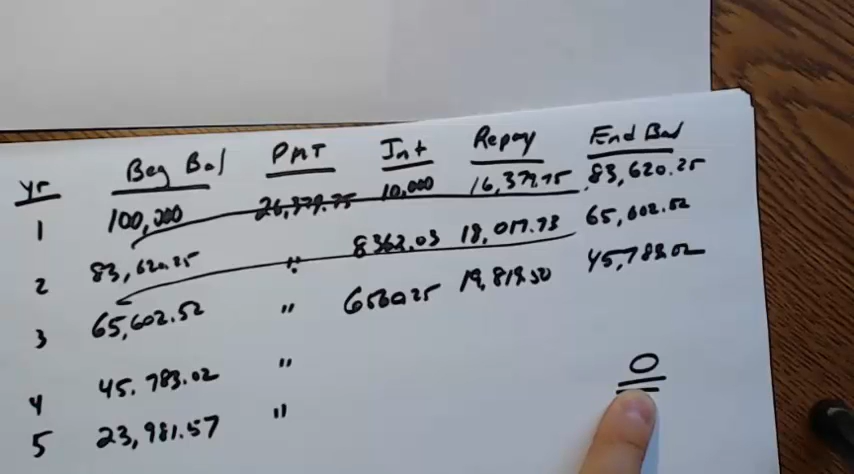 yr Beg Bal PMT Int Repay End Bal
1 100,000 26,379.75 10,000 16,379.75 83,620.25
2 83,620.25 " 8362.03 18,017.73 65,602.52
3 65,602.52 " 6560.25 19,819.50 45,783.02
4 45.783.02 "
5 23,981.57 "
0